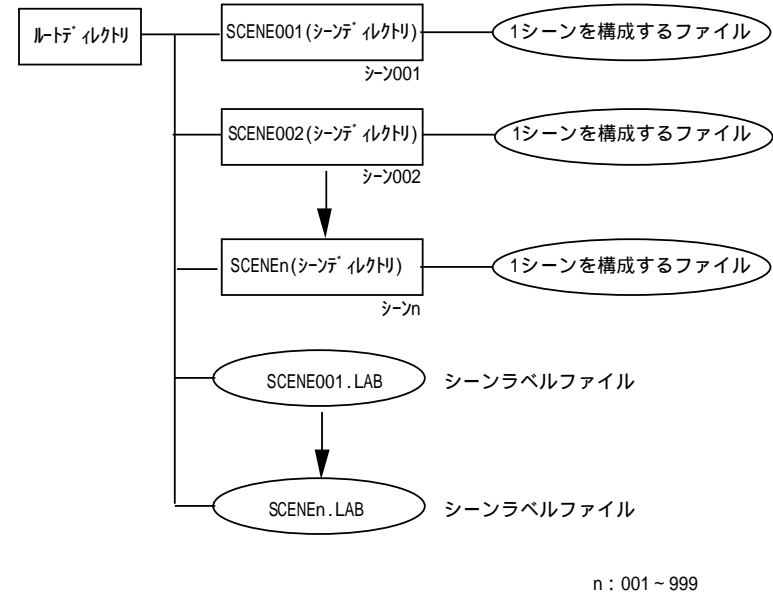 ﾙｰﾄﾃﾞｨﾚｸﾄﾘ
SCENE001(ｼｰﾝﾃﾞｨﾚｸﾄﾘ)
1シーンを構成するファイル
ｼｰﾝ001
SCENE002(ｼｰﾝﾃﾞｨﾚｸﾄﾘ)
1シーンを構成するファイル
ｼｰﾝ002
SCENEn(ｼｰﾝﾃﾞｨﾚｸﾄﾘ)
1シーンを構成するファイル
ｼｰﾝn
SCENE001.LAB
シーンラベルファイル
SCENEn.LAB
シーンラベルファイル
n：001～999